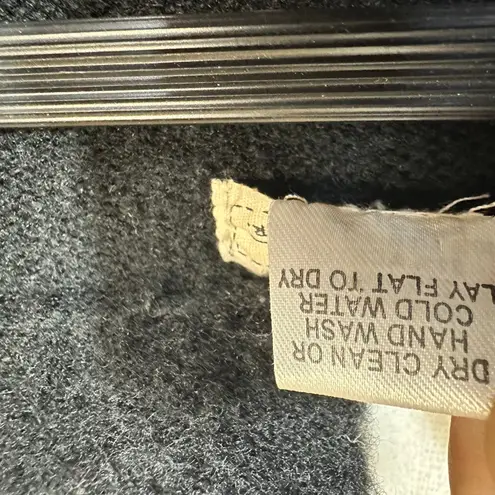 DRY CLEAN OR
HAND WASH
COLD WATER
LAY FLAT TO DRY